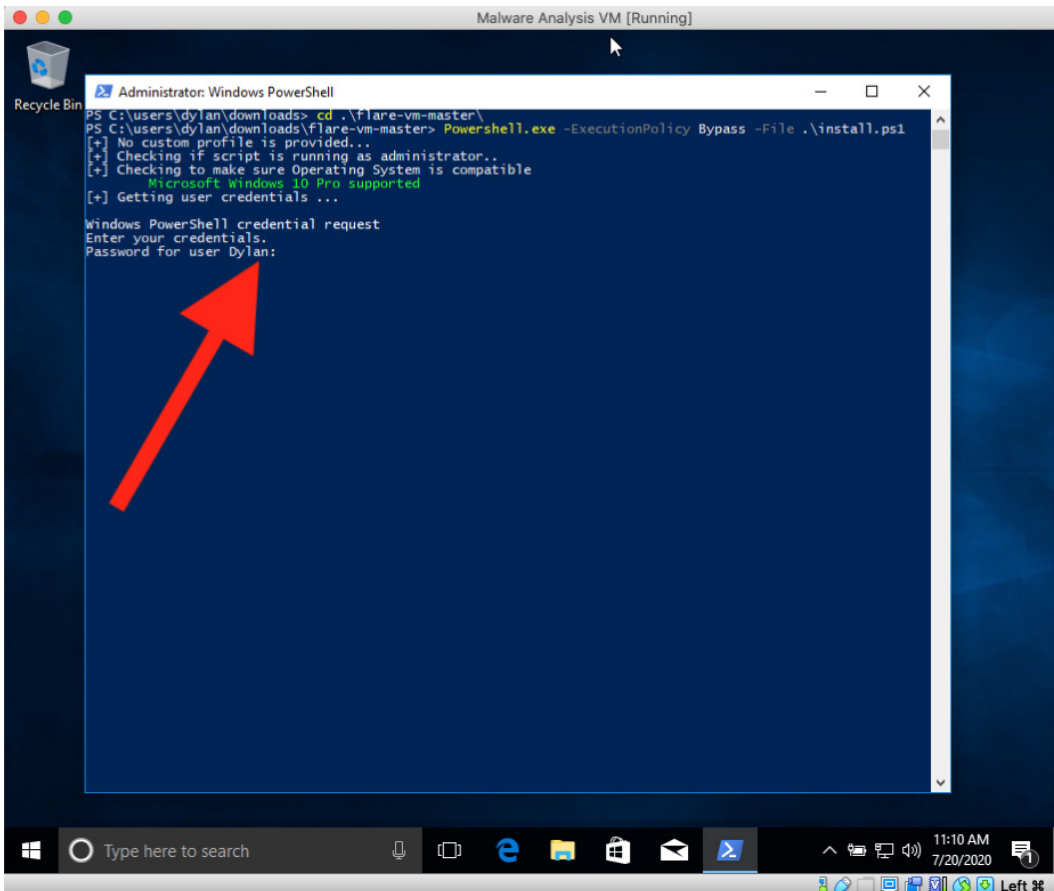 Malware Analysis VM [Running]
Recycle Bin
Administrator: Windows PowerShell
PS C:\users\dylan\downloads> cd .\flare-vm-master\
PS C:\users\dylan\downloads\flare-vm-master> Powershell.exe -ExecutionPolicy Bypass -File .\install.ps1
[+] No custom profile is provided...
[+] Checking if script is running as administrator..
[+] Checking to make sure Operating System is compatible
Microsoft Windows 10 Pro supported
[+] Getting user credentials ...
Windows PowerShell credential request
Enter your credentials.
Password for user Dylan:
Type here to search
11:10 AM
7/20/2020
1
Left ⌘